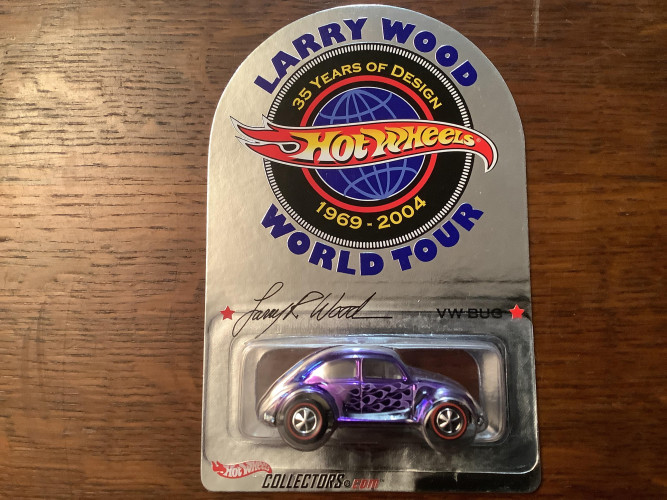 LARRY WOOD
35 YEARS OF DESIGN
HOT WHEELS
1969 - 2004
WORLD TOUR
Larry R Wood
VW BUG
HOT WHEELS
COLLECTORS.COM